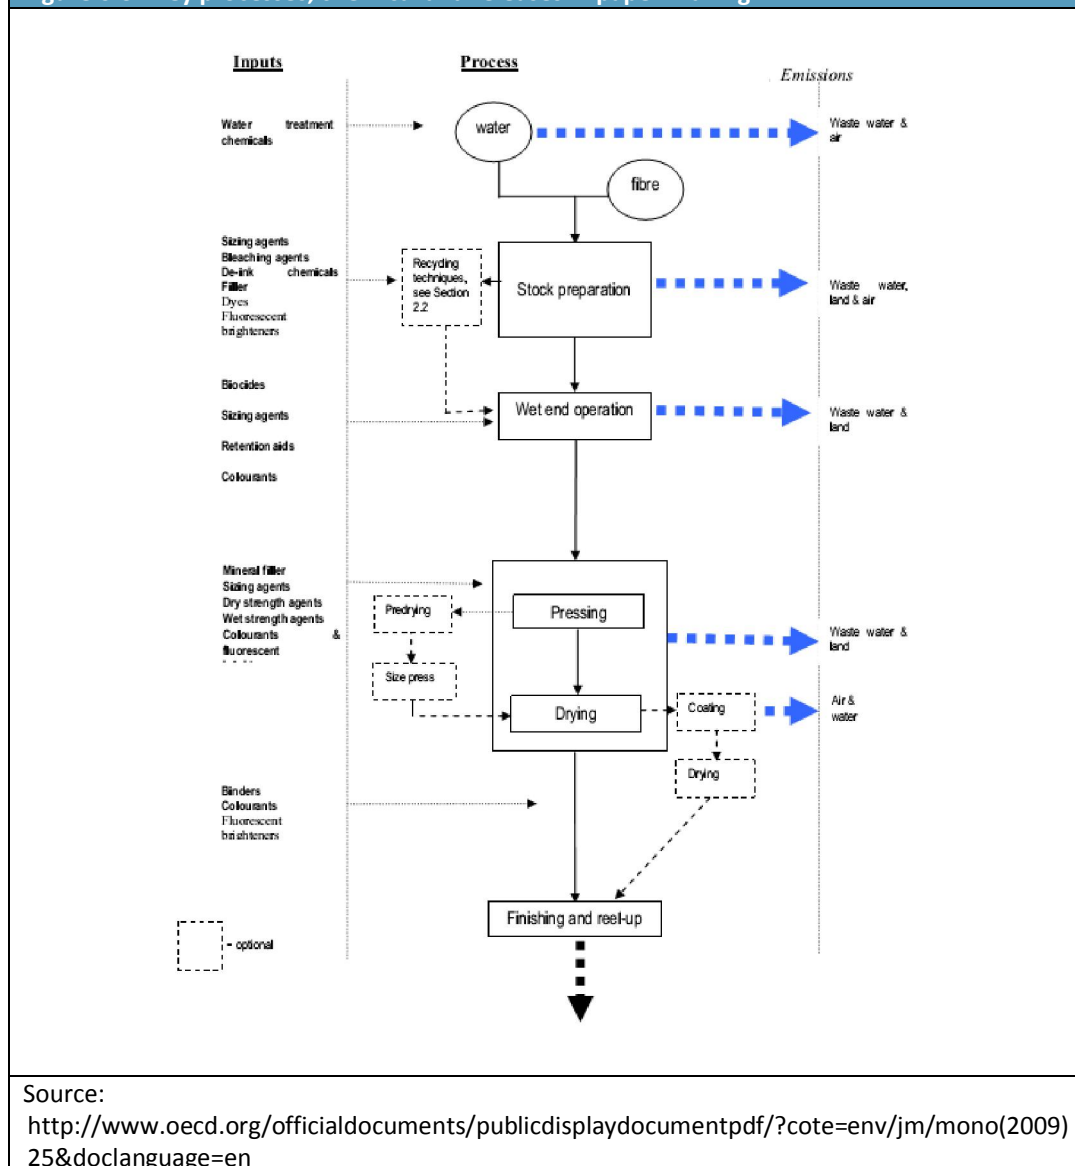 Inputs
Process
Emissions
Water treatment
chemicals
water
Waste water &
air
fibre
Sizing agents
Bleaching agents
De-ink chemicals
Filler
Dyes
Fluoresecent
brighteners
Recycling
techniques,
see Section
2.2
Stock preparation
Waste water,
land & air
Biocides
Sizing agents
Retention aids
Colourants
Wet end operation
Waste water &
land
Mineral filler
Sizing agents
Dry strength agents
Wet strength agents
Colourants &
fluorescent
Predrying
Pressing
Waste water &
land
Size press
Drying
Coating
Air &
water
Drying
Binders
Colourants
Fluorescent
brighteners
Finishing and reel-up
- optional
Source:
http://www.oecd.org/officialdocuments/publicdisplaydocumentpdf/?cote=env/jm/mono(2009)
25&doclanguage=en